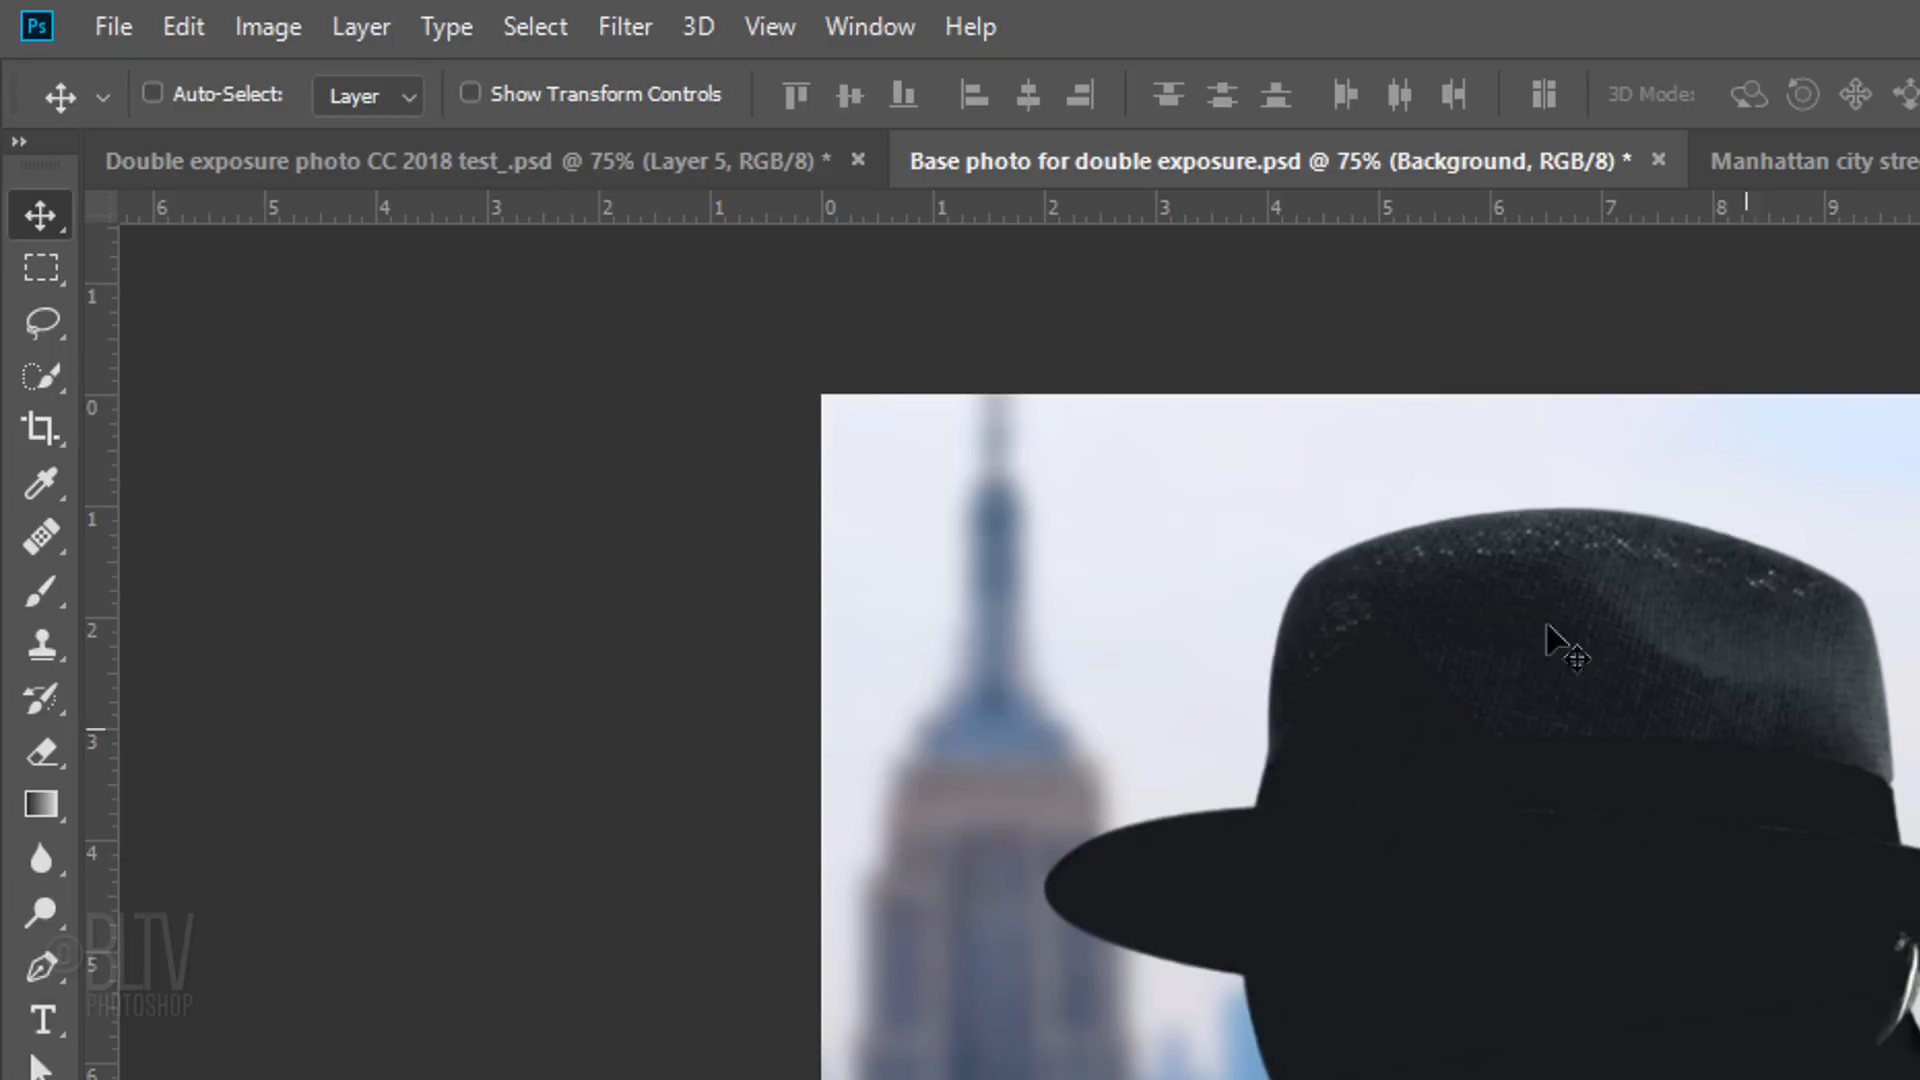 Ps File Edit Image Layer Type Select Filter 3D View Window Help
Auto-Select: Layer Show Transform Controls 3D Mode:
Double exposure photo CC 2018 test_.psd @ 75% (Layer 5, RGB/8) * × Base photo for double exposure.psd @ 75% (Background, RGB/8) * × Manhattan city stre
6 5 4 3 2 1 0 1 2 3 4 5 6 7 8 9
1
0
1
2
3
4
5
6
T
@BLTV
PHOTOSHOP